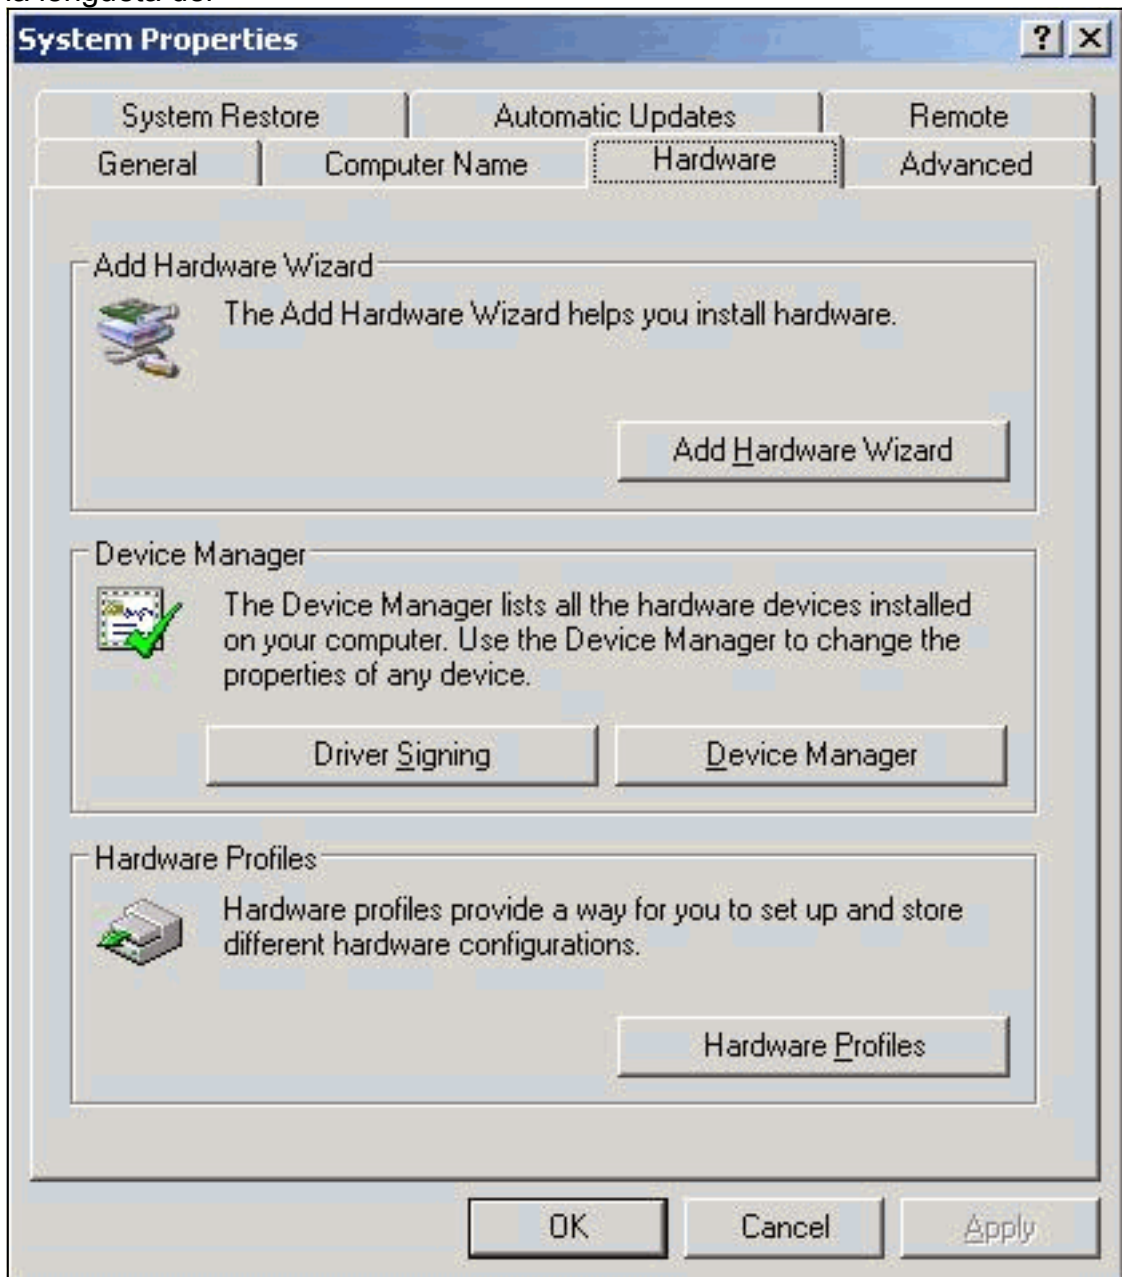 la lengüeta del
System Properties
System Restore
Automatic Updates
Remote
General
Computer Name
Hardware
Advanced
Add Hardware Wizard
The Add Hardware Wizard helps you install hardware.
Add Hardware Wizard
Device Manager
The Device Manager lists all the hardware devices installed
on your computer. Use the Device Manager to change the
properties of any device.
Driver Signing
Device Manager
Hardware Profiles
Hardware profiles provide a way for you to set up and store
different hardware configurations.
Hardware Profiles
OK
Cancel
Apply